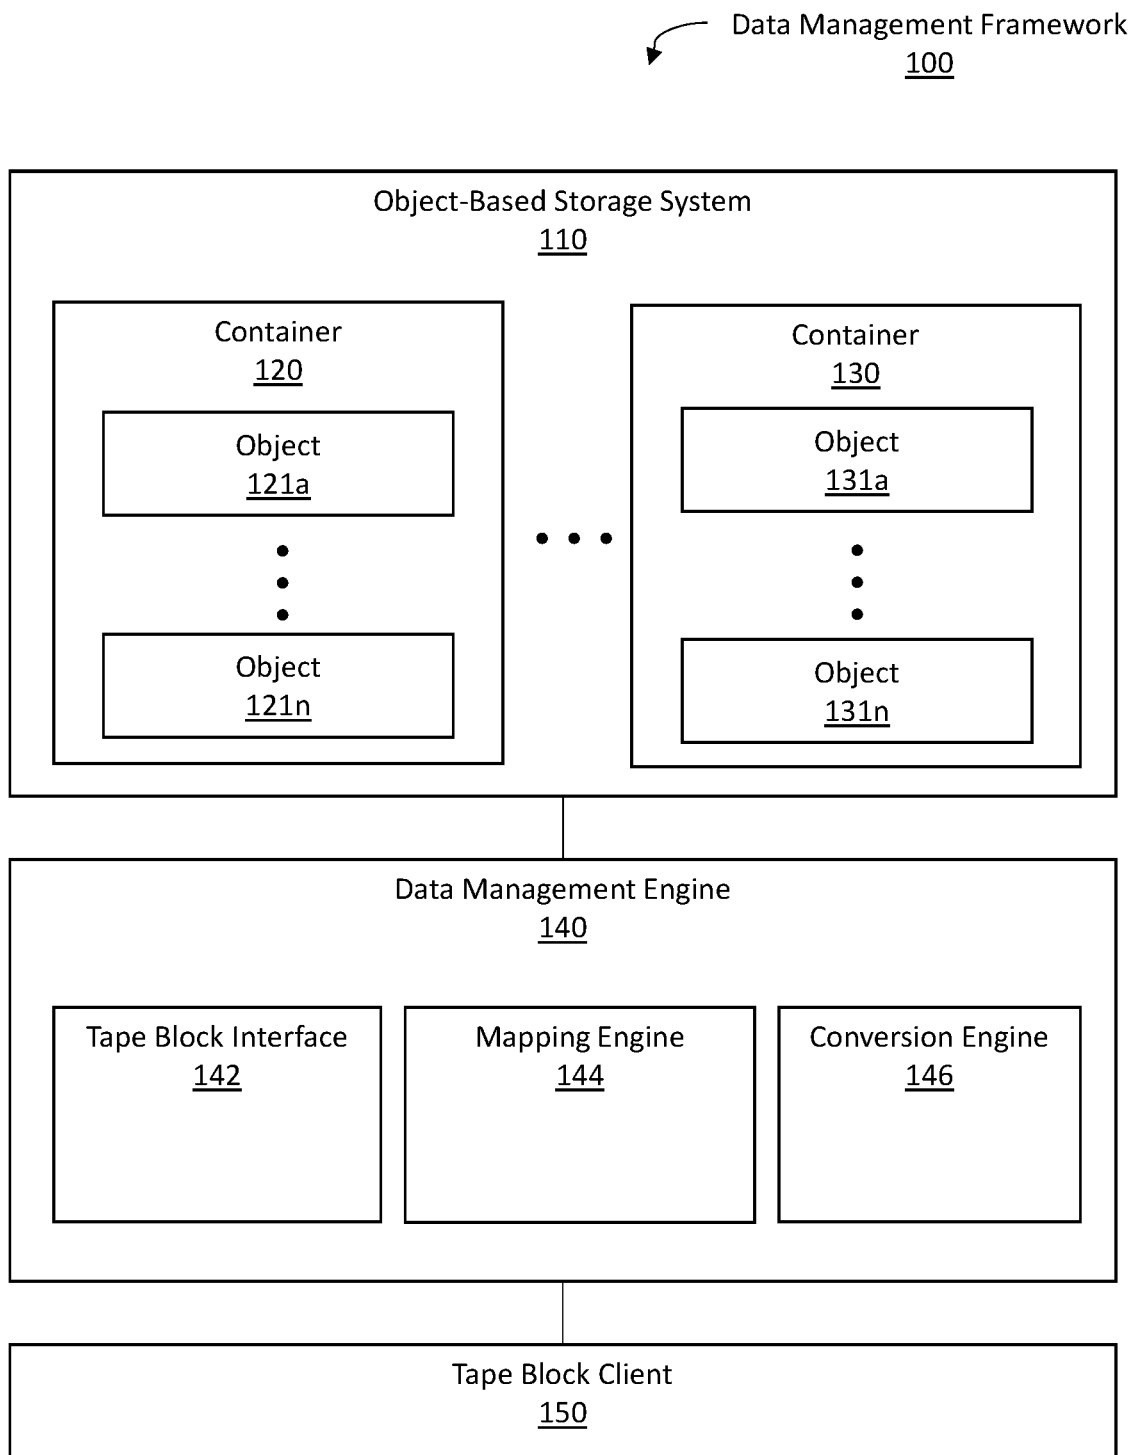 Data Management Framework
100
Object-Based Storage System
110
Container
120
Object
121a
Object
121n
Container
130
Object
131a
Object
131n
Data Management Engine
140
Tape Block Interface
142
Mapping Engine
144
Conversion Engine
146
Tape Block Client
150